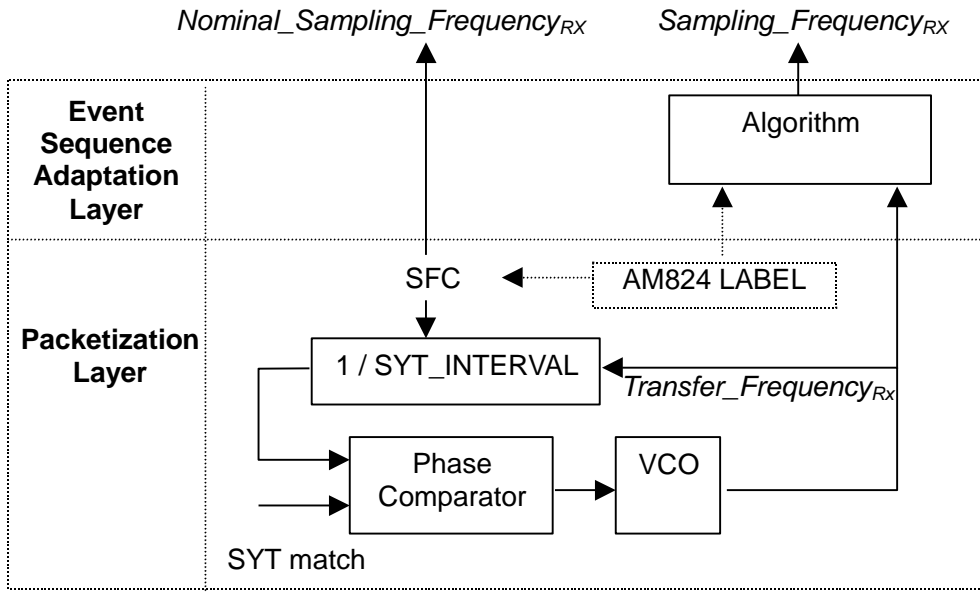 Nominal_Sampling_FrequencyRX
Sampling_FrequencyRX
Event
Sequence
Adaptation
Layer
Algorithm
SFC
AM824 LABEL
Packetization
Layer
1 / SYT_INTERVAL
Transfer_FrequencyRx
Phase
Comparator
VCO
SYT match